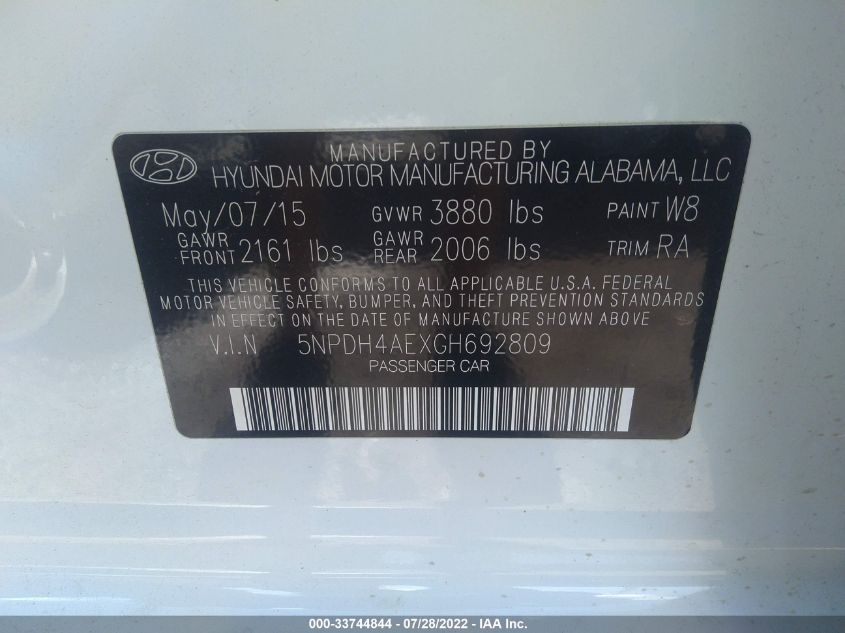 MANUFACTURED BY
HYUNDAI MOTOR MANUFACTURING ALABAMA, LLC
May/07/15 GVWR 3880 lbs PAINT W8
GAWR FRONT 2161 lbs GAWR REAR 2006 lbs TRIM RA
THIS VEHICLE CONFORMS TO ALL APPLICABLE U.S.A. FEDERAL
MOTOR VEHICLE SAFETY, BUMPER, AND THEFT PREVENTION STANDARDS
IN EFFECT ON THE DATE OF MANUFACTURE SHOWN ABOVE.
V.I.N 5NPDH4AEXGH692809
PASSENGER CAR
000-33744844 - 07/28/2022 - IAA Inc.